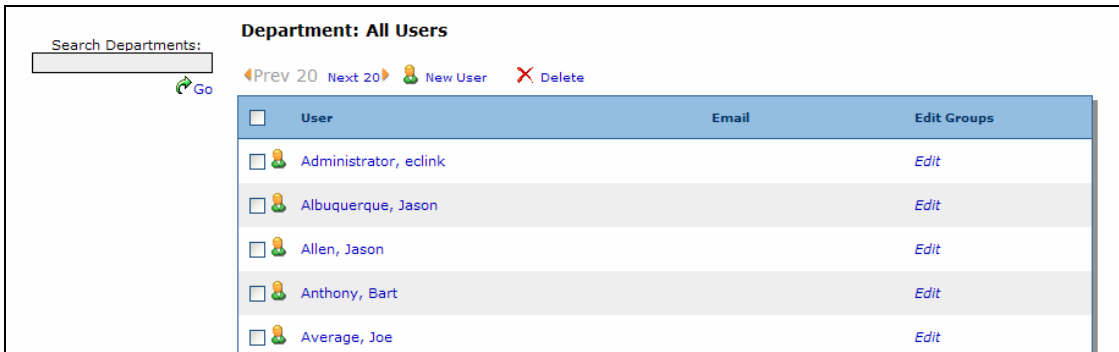 Search Departments:
Go
Department: All Users
Prev 20 Next 20 New User Delete
User Email Edit Groups
Administrator, eclink Edit
Albuquerque, Jason Edit
Allen, Jason Edit
Anthony, Bart Edit
Average, Joe Edit